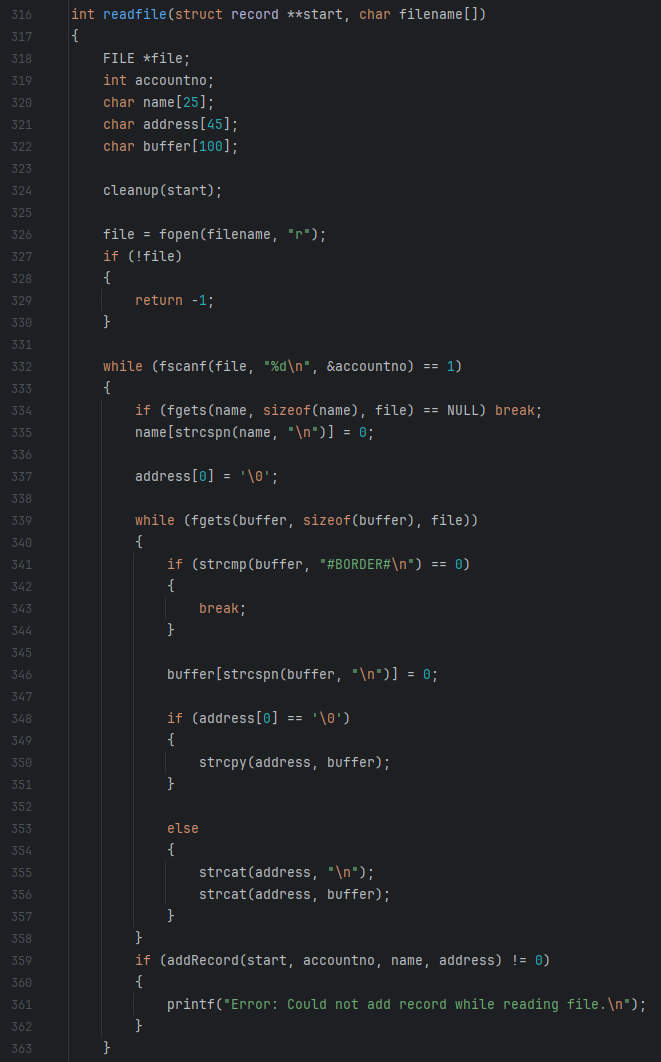 316 int readfile(struct record **start, char filename[])
317 {
318     FILE *file;
319     int accountno;
320     char name[25];
321     char address[45];
322     char buffer[100];
323
324     cleanup(start);
325
326     file = fopen(filename, "r");
327     if (!file)
328     {
329         return -1;
330     }
331
332     while (fscanf(file, "%d\n", &accountno) == 1)
333     {
334         if (fgets(name, sizeof(name), file) == NULL) break;
335         name[strcspn(name, "\n")] = 0;
336
337         address[0] = '\0';
338
339         while (fgets(buffer, sizeof(buffer), file))
340         {
341             if (strcmp(buffer, "#BORDER#\n") == 0)
342             {
343                 break;
344             }
345
346             buffer[strcspn(buffer, "\n")] = 0;
347
348             if (address[0] == '\0')
349             {
350                 strcpy(address, buffer);
351             }
352
353             else
354             {
355                 strcat(address, "\n");
356                 strcat(address, buffer);
357             }
358         }
359         if (addRecord(start, accountno, name, address) != 0)
360         {
361             printf("Error: Could not add record while reading file.\n");
362         }
363     }